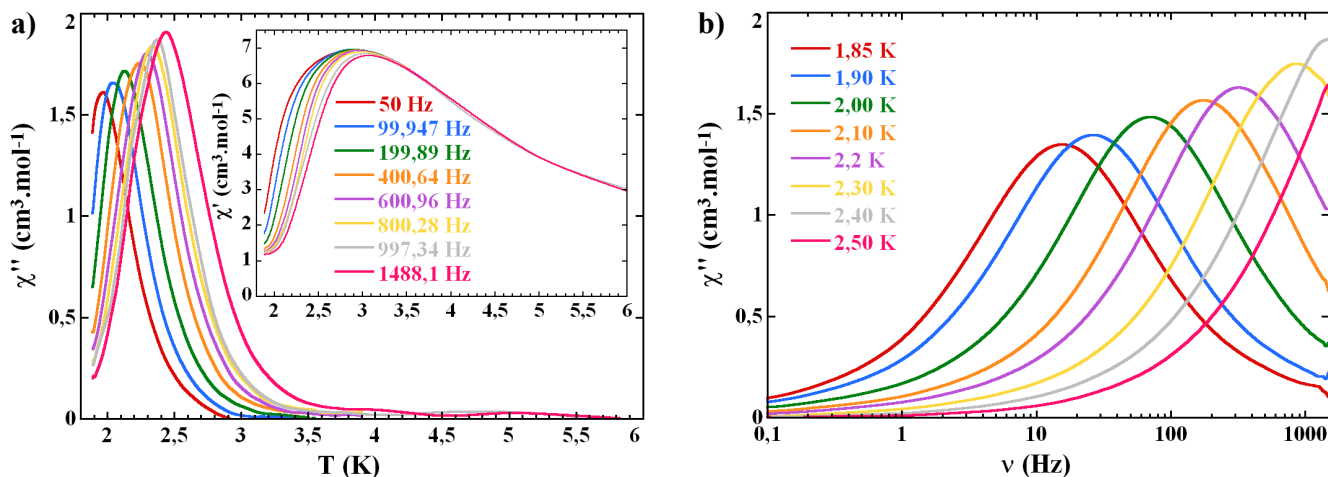 a)
χ'' (cm³.mol⁻¹)
2
1,5
1
0,5
0
2
2,5
3
3,5
4
4,5
5
5,5
6
T (K)
χ' (cm³.mol⁻¹)
7
6
5
4
3
2
1
0
2
2,5
3
3,5
4
4,5
5
5,5
6
50 Hz
99,947 Hz
199,89 Hz
400,64 Hz
600,96 Hz
800,28 Hz
997,34 Hz
1488,1 Hz
b)
χ'' (cm³.mol⁻¹)
2
1,5
1
0,5
0
0,1
1
10
100
1000
ν (Hz)
1,85 K
1,90 K
2,00 K
2,10 K
2,2 K
2,30 K
2,40 K
2,50 K